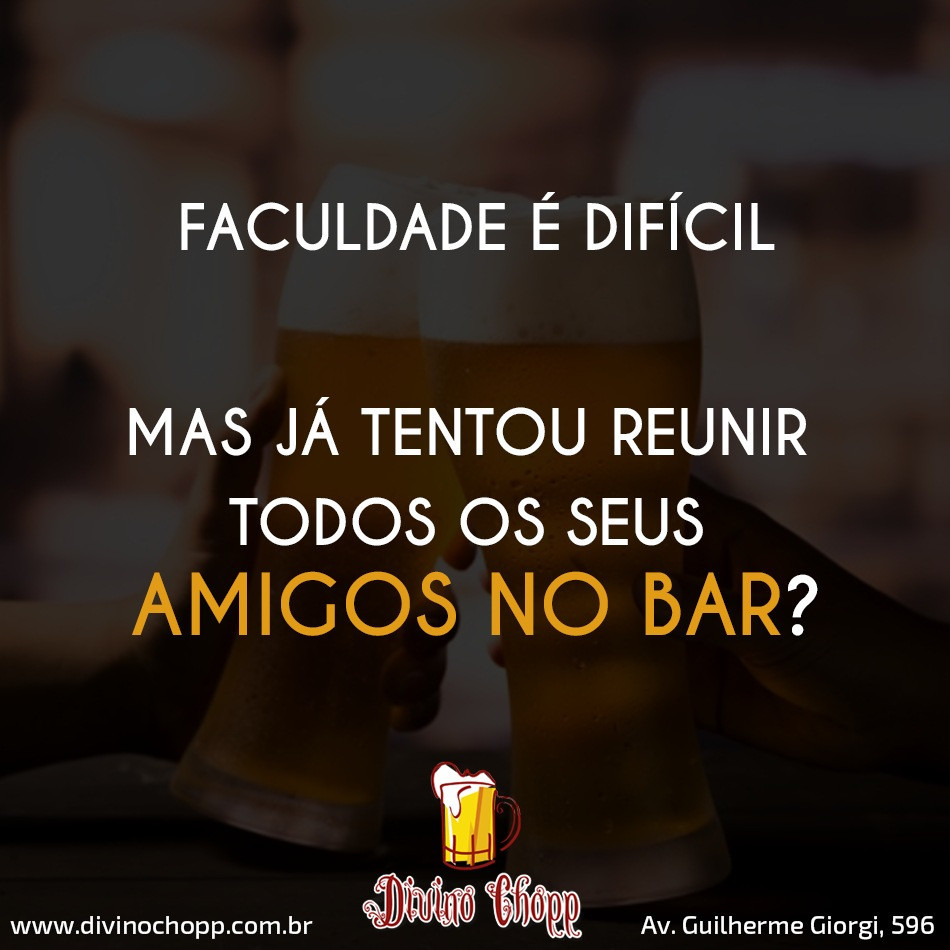 FACULDADE É DIFÍCIL
MAS JÁ TENTOU REUNIR
TODOS OS SEUS
AMIGOS NO BAR?
Divino Chopp
www.divinochopp.com.br
Av. Guilherme Giorgi, 596